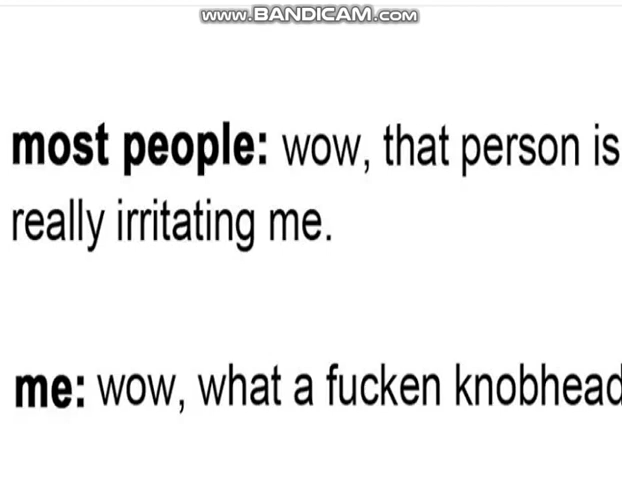 www.BANDICAM.com
most people: wow, that person is
really irritating me.
me: wow, what a fucken knobhead